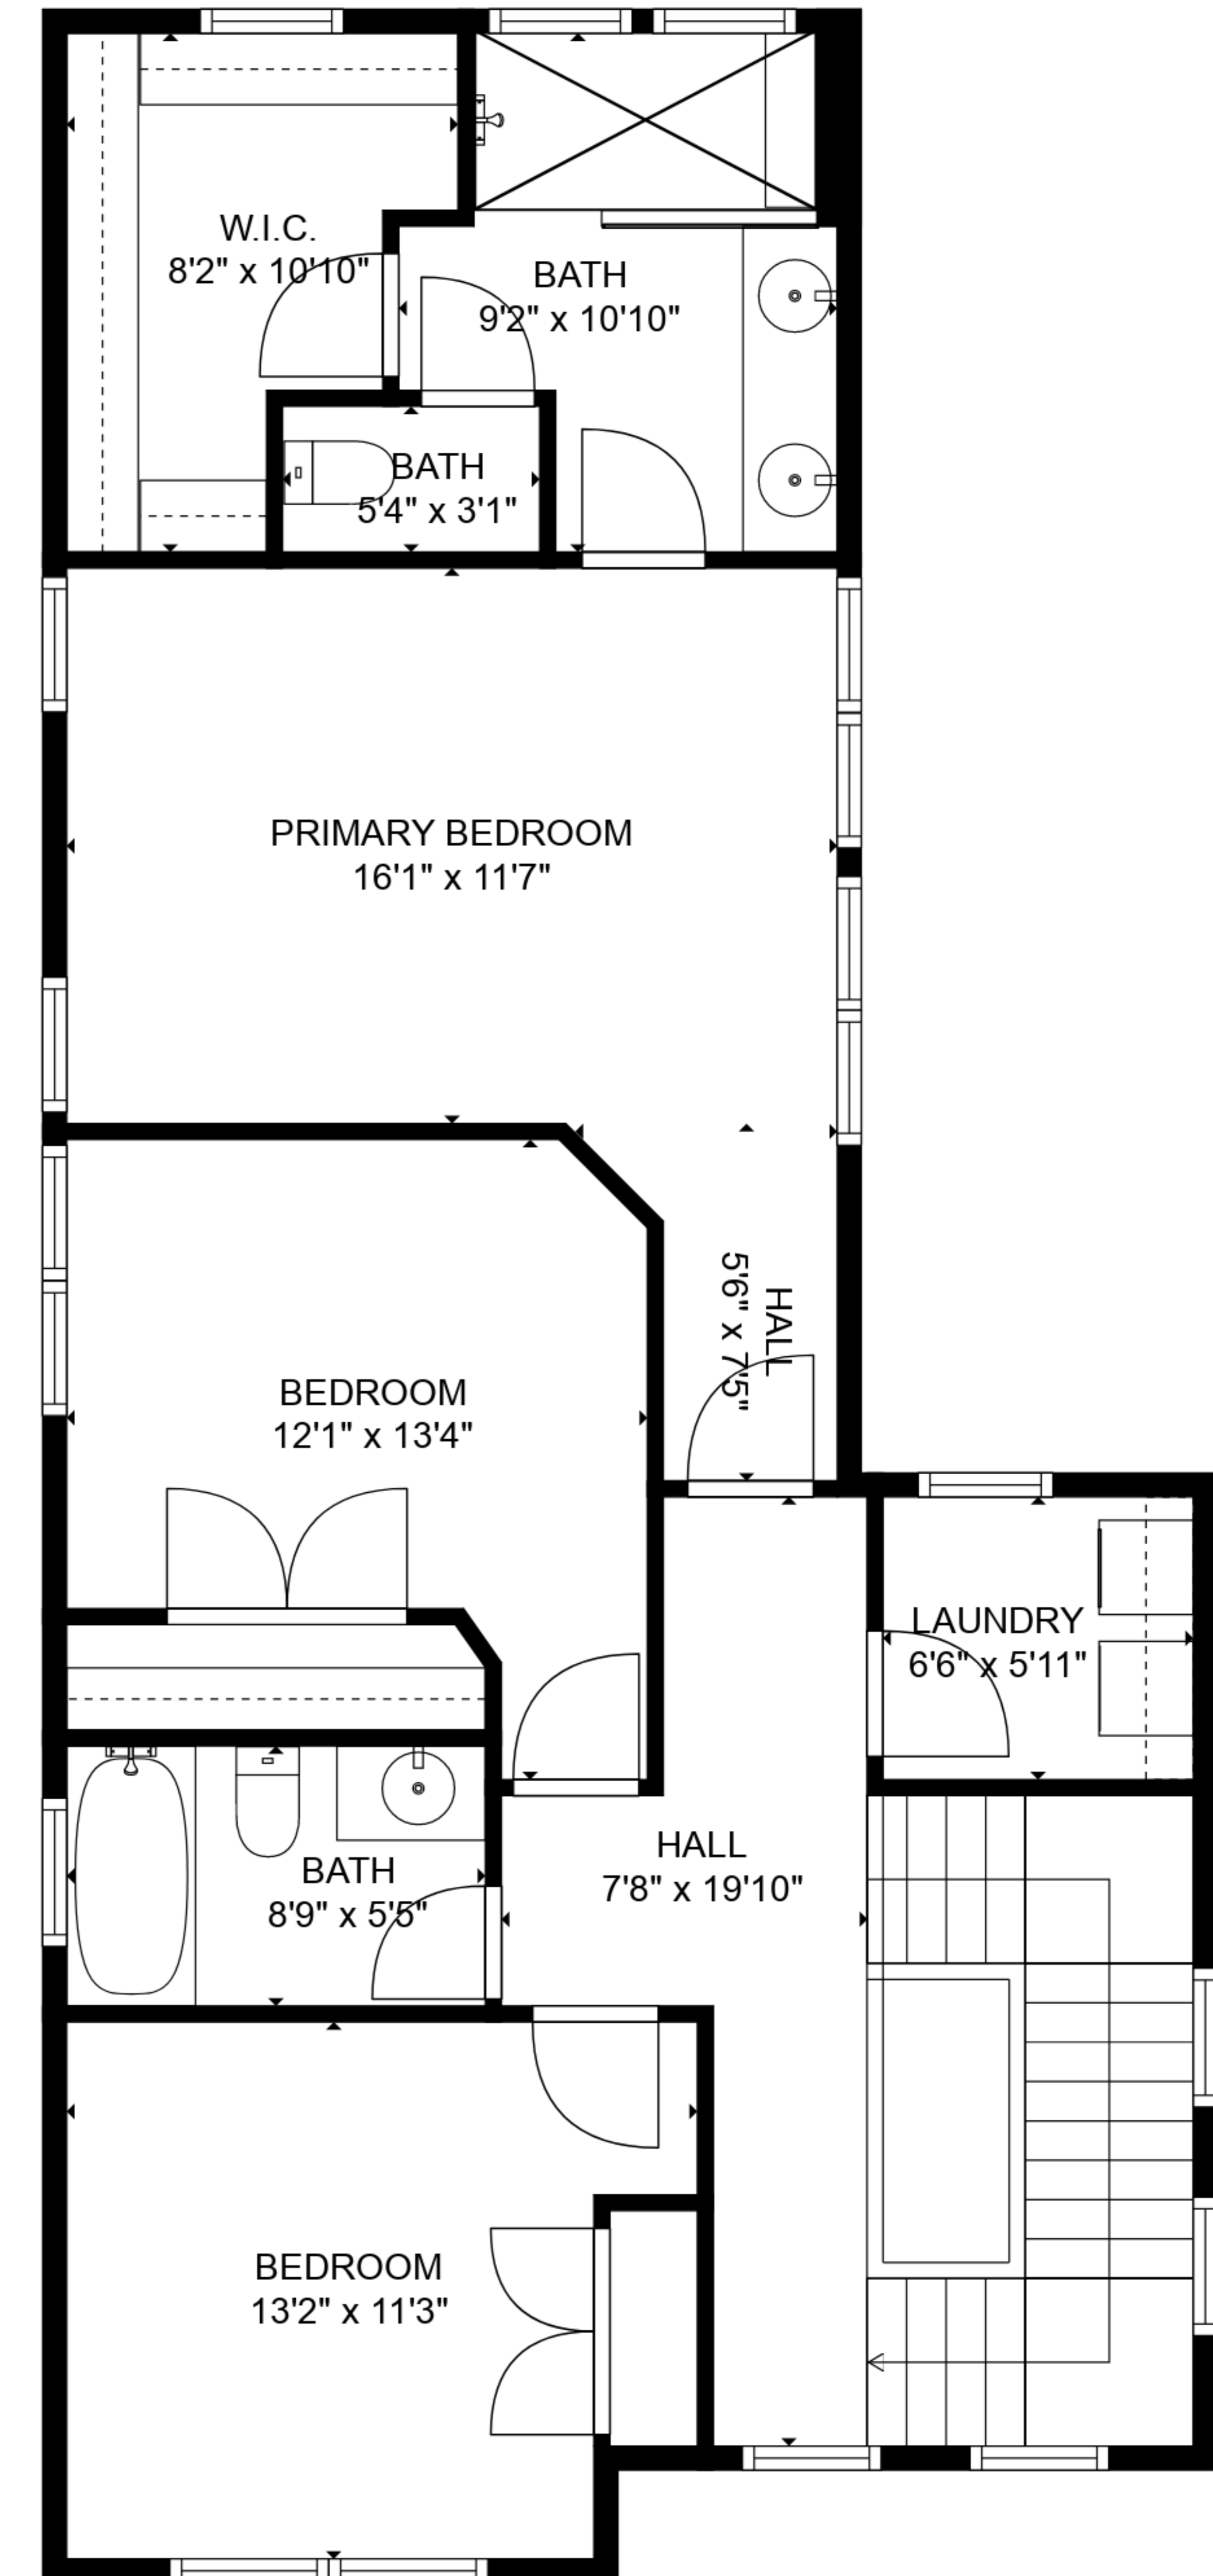 W.I.C.
8'2" x 10'10"
BATH
9'2" x 10'10"
BATH
5'4" x 3'1"
PRIMARY BEDROOM
16'1" x 11'7"
HALL
5'6" x 7'5"
BEDROOM
12'1" x 13'4"
LAUNDRY
6'6" x 5'11"
HALL
7'8" x 19'10"
BATH
8'9" x 5'5"
BEDROOM
13'2" x 11'3"